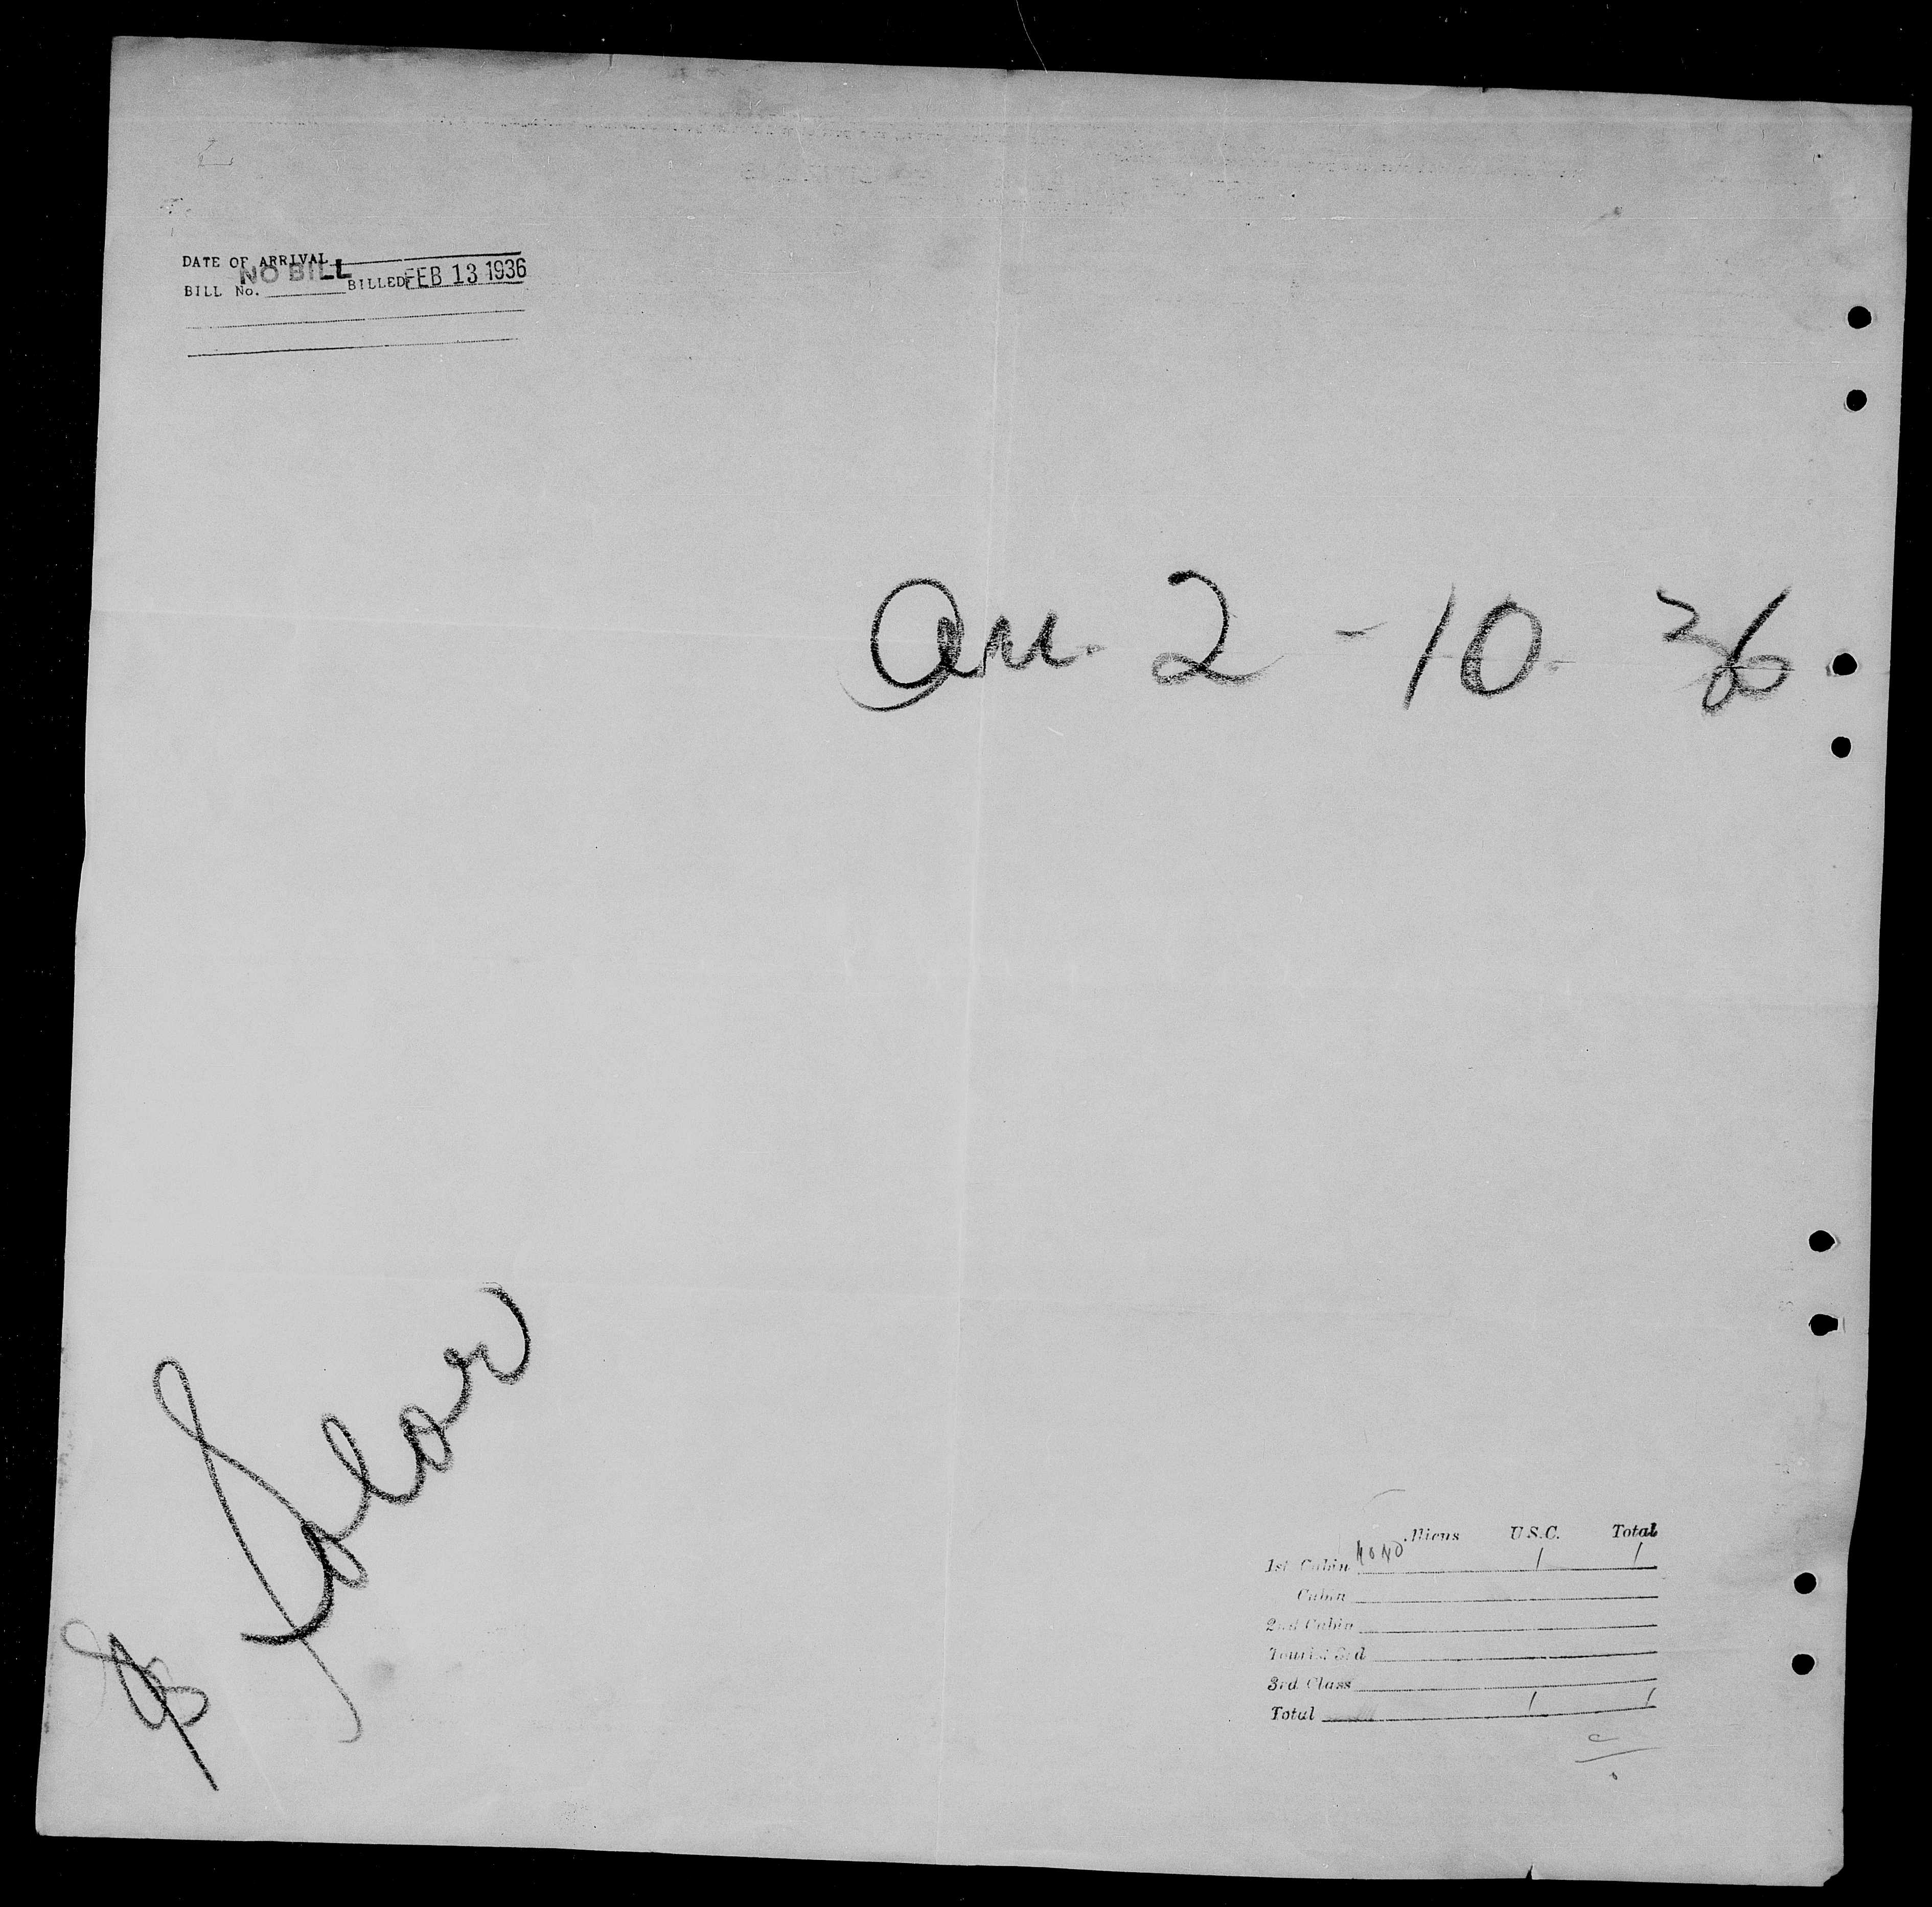 DATE OF ARRIVAL
BILL No. NO BILL BILLED FEB 13 1936
Arr. 2 - 10. 36
Aliens U.S.C. Total
1st Cabin NONO 1 1
Cabin
2nd Cabin
Tourist 3rd
3rd Class
Total 1 1